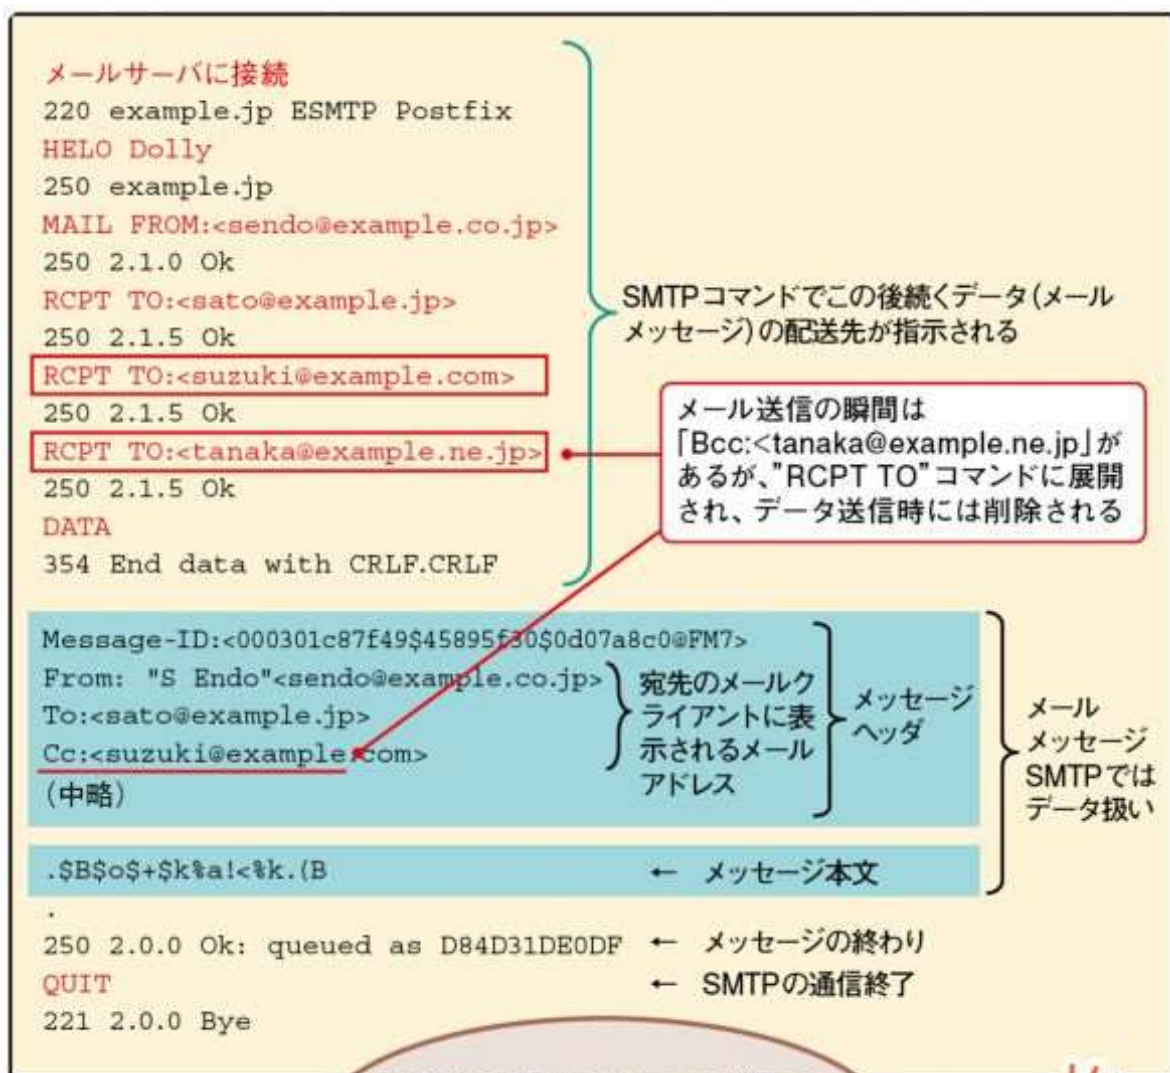 メールサーバに接続
220 example.jp ESMTP Postfix
HELO Dolly
250 example.jp
MAIL FROM:<sendo@example.co.jp>
250 2.1.0 Ok
RCPT TO:<sato@example.jp>
250 2.1.5 Ok
RCPT TO:<suzuki@example.com>
250 2.1.5 Ok
RCPT TO:<tanaka@example.ne.jp>
250 2.1.5 Ok
DATA
354 End data with CRLF.CRLF
SMTPコマンドでこの後続くデータ(メール
メッセージ)の配送先が指示される
メール送信の瞬間は
「Bcc:<tanaka@example.ne.jp」が
あるが、"RCPT TO"コマンドに展開
され、データ送信時には削除される
Message-ID:<000301c87f49$45895f30$0d07a8c0@FM7>
From: "S Endo"<sendo@example.co.jp>
To:<sato@example.jp>
Cc:<suzuki@example.com>
(中略)
宛先のメールク
ライアントに表
示されるメール
アドレス
メッセージ
ヘッダ
メール
メッセージ
SMTPでは
データ扱い
.$B$o$+$k%a!<%k.(B
← メッセージ本文
.
250 2.0.0 Ok: queued as D84D31DE0DF ← メッセージの終わり
QUIT ← SMTPの通信終了
221 2.0.0 Bye